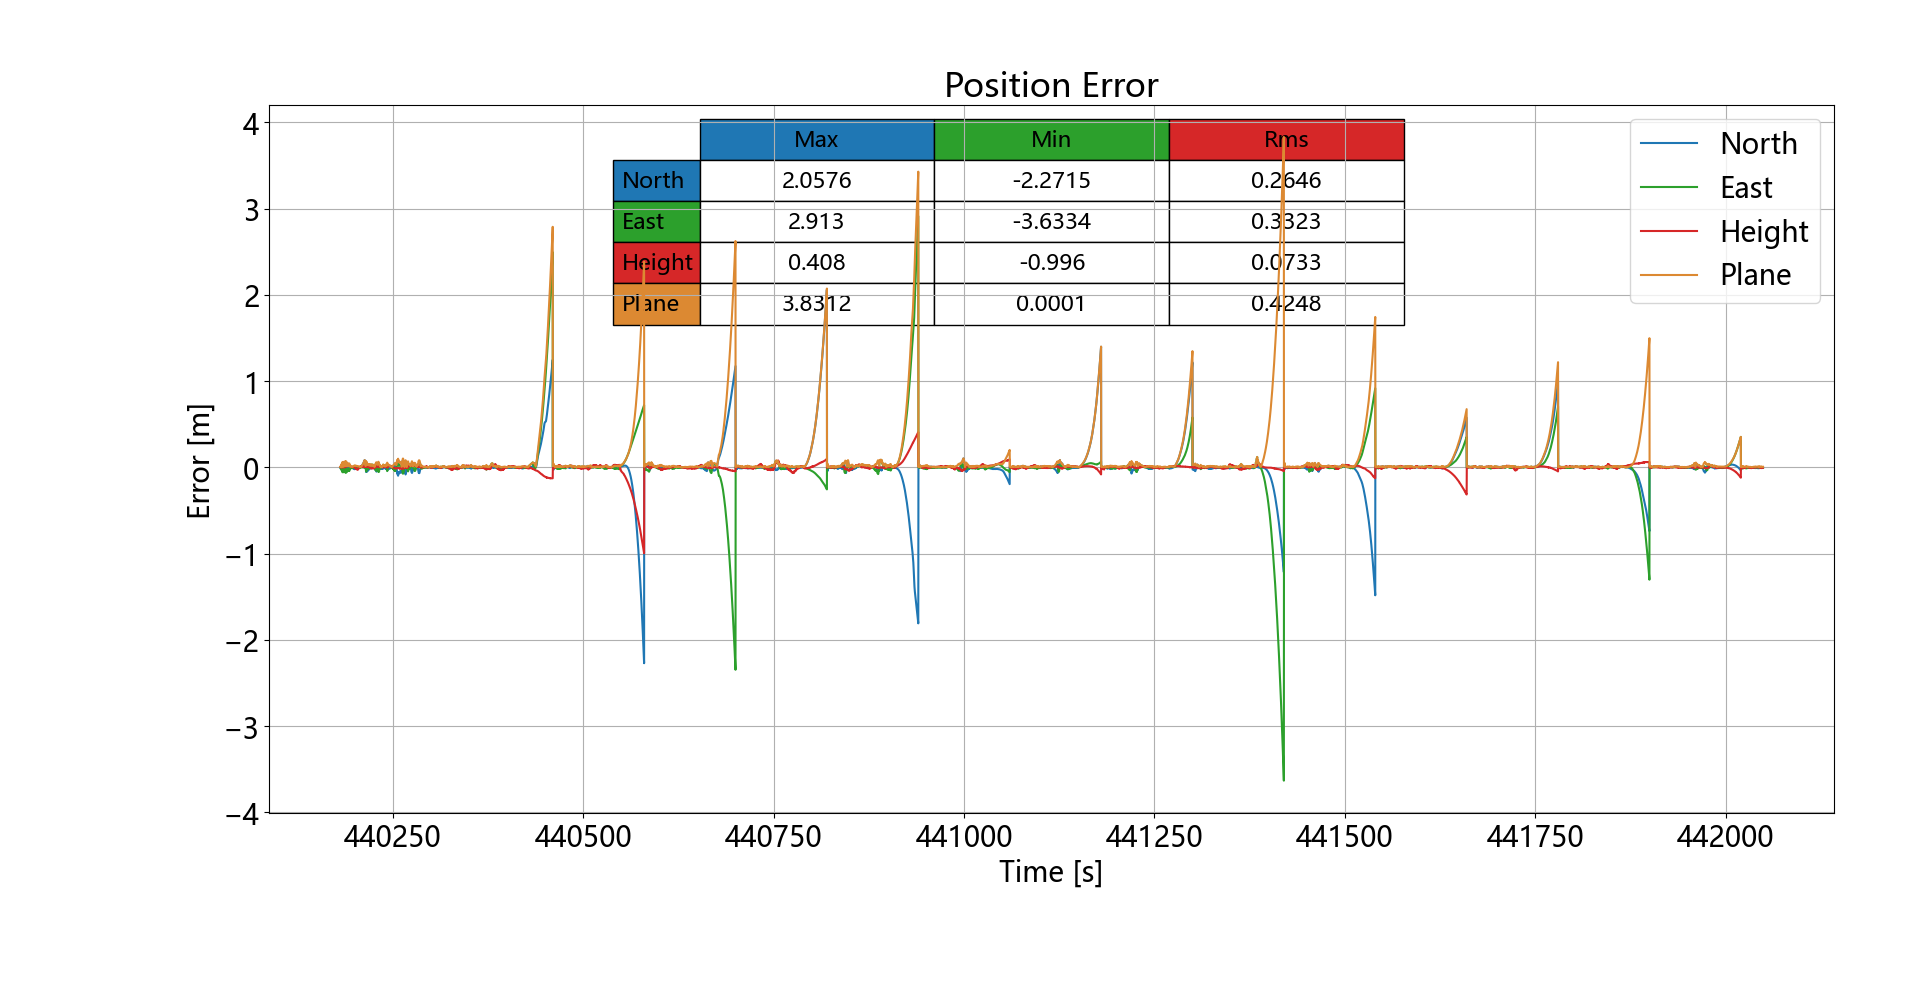 Position Error
Max Min Rms
North 2.0576 -2.2715 0.2646
East 2.913 -3.6334 0.3323
Height 0.408 -0.996 0.0733
Plane 3.8312 0.0001 0.4248
North
East
Height
Plane
4
3
2
1
0
−1
−2
−3
−4
Error [m]
440250 440500 440750 441000 441250 441500 441750 442000
Time [s]